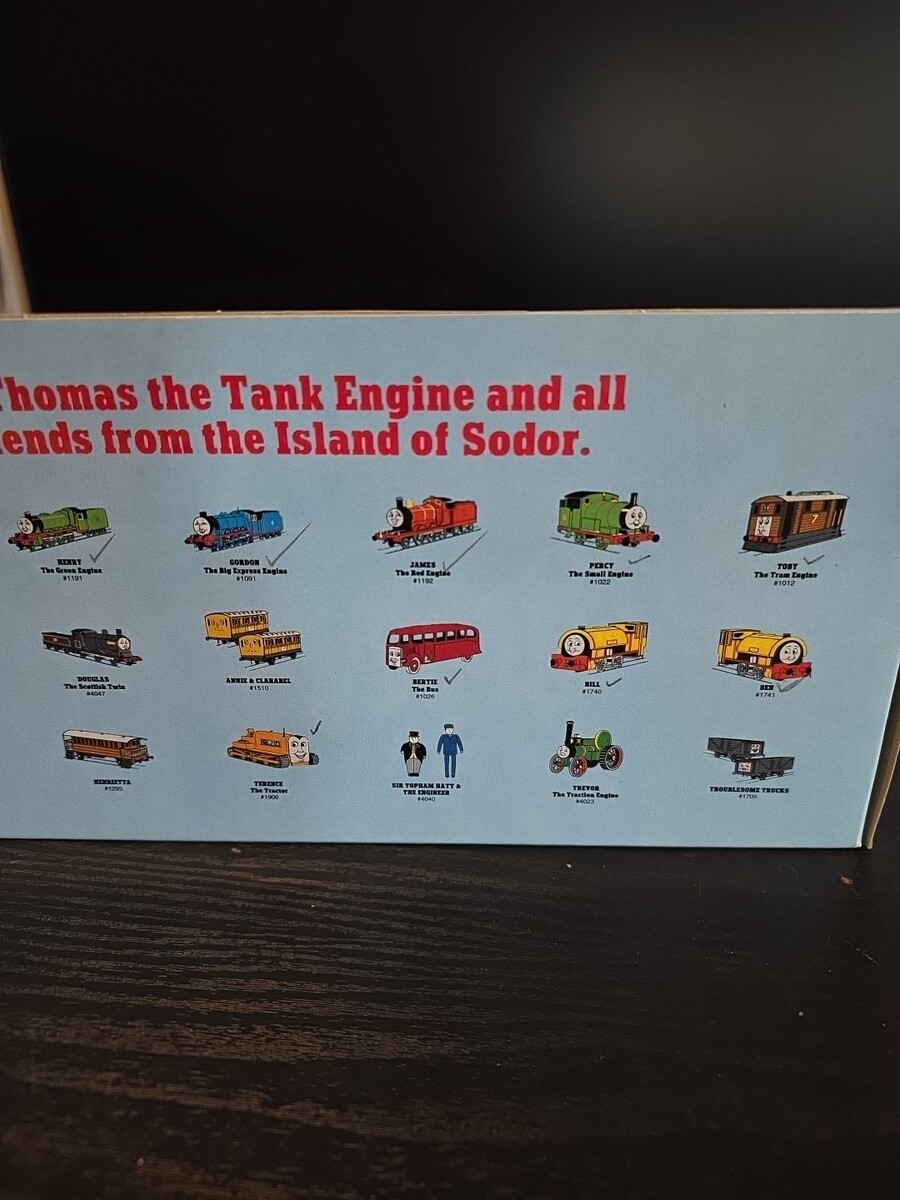 Thomas the Tank Engine and all
ends from the Island of Sodor.
HENRY
The Green Engine
#1191
GORDON
The Big Express Engine
#1091
JAMES
The Red Engine
#1192
PERCY
The Small Engine
#1022
TOBY
The Tram Engine
#1012
DOUGLAS
The Scottish Twin
#4047
ANNIE & CLARABEL
#1510
BERTIE
The Bus
#1026
BILL
#1740
BEN
#1741
HENRIETTA
#1293
TERENCE
The Tractor
#1900
SIR TOPHAM HATT &
THE ENGINEER
#4040
TREVOR
The Traction Engine
#4023
TROUBLESOME TRUCKS
#1705